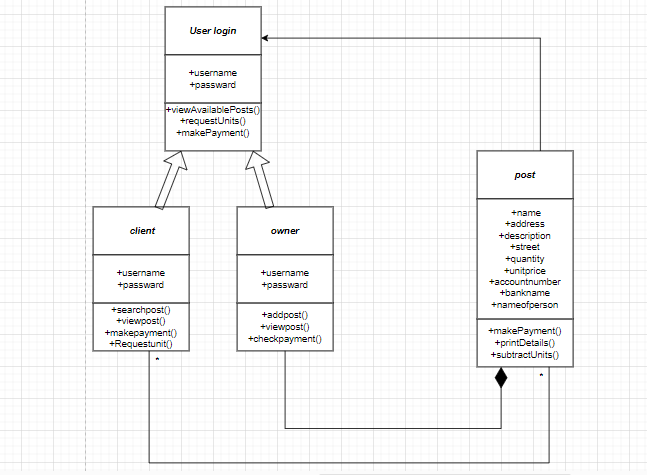 User login
+username
+passward
+viewAvailablePosts()
+requestUnits()
+makePayment()
client
+username
+passward
+searchpost()
+viewpost()
+makepayment()
+Requestunit()
*
owner
+username
+passward
+addpost()
+viewpost()
+checkpayment()
post
+name
+address
+description
+street
+quantity
+unitprice
+accountnumber
+bankname
+nameofperson
+makePayment()
+printDetails()
+subtractUnits()
*